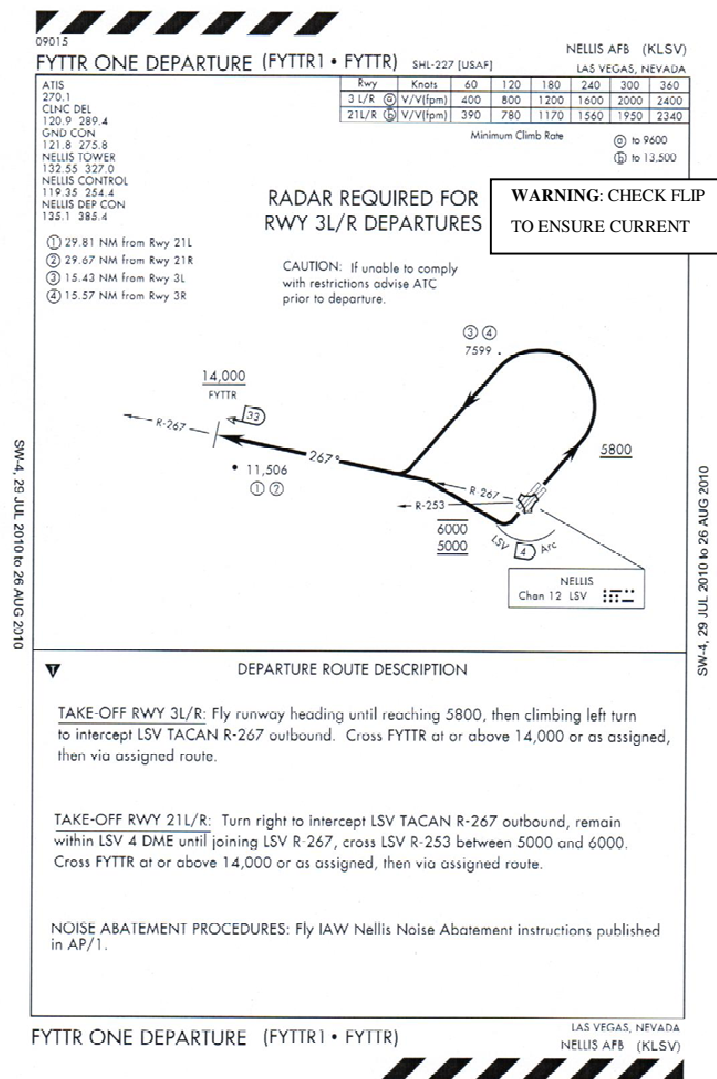 09015
FYTTR ONE DEPARTURE (FYTTR1 • FYTTR) SHL-227 [USAF]
NELLIS AFB (KLSV)
LAS VEGAS, NEVADA
ATIS
270.1
CLNC DEL
120.9 289.4
GND CON
121.8 275.8
NELLIS TOWER
132.55 327.0
NELLIS CONTROL
119.35 254.4
NELLIS DEP CON
135.1 385.4
Rwy Knots 60 120 180 240 300 360
3 L/R ⓐ V/V(fpm) 400 800 1200 1600 2000 2400
21L/R ⓑ V/V(fpm) 390 780 1170 1560 1950 2340
Minimum Climb Rate
ⓐ to 9600
ⓑ to 13,500
① 29.81 NM from Rwy 21L
② 29.67 NM from Rwy 21R
③ 15.43 NM from Rwy 3L
④ 15.57 NM from Rwy 3R
RADAR REQUIRED FOR
RWY 3L/R DEPARTURES
WARNING: CHECK FLIP
TO ENSURE CURRENT
CAUTION: If unable to comply
with restrictions advise ATC
prior to departure.
③ ④
7599
14,000
FYTTR
33
R-267
267°
11,506
① ②
5800
R-267
R-253
6000
5000
LSV 4 Arc
NELLIS
Chan 12 LSV
SW-4, 29 JUL 2010 to 26 AUG 2010
SW-4, 29 JUL 2010 to 26 AUG 2010
T
DEPARTURE ROUTE DESCRIPTION
TAKE-OFF RWY 3L/R: Fly runway heading until reaching 5800, then climbing left turn
to intercept LSV TACAN R-267 outbound. Cross FYTTR at or above 14,000 or as assigned,
then via assigned route.
TAKE-OFF RWY 21L/R: Turn right to intercept LSV TACAN R-267 outbound, remain
within LSV 4 DME until joining LSV R-267, cross LSV R-253 between 5000 and 6000.
Cross FYTTR at or above 14,000 or as assigned, then via assigned route.
NOISE ABATEMENT PROCEDURES: Fly IAW Nellis Noise Abatement instructions published
in AP/1.
FYTTR ONE DEPARTURE (FYTTR1 • FYTTR)
LAS VEGAS, NEVADA
NELLIS AFB (KLSV)